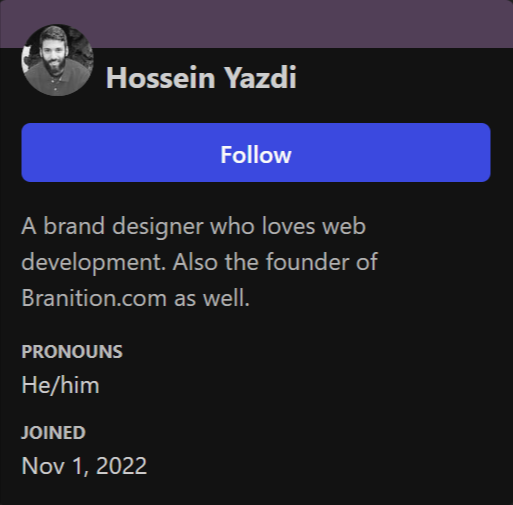 Hossein Yazdi
Follow
A brand designer who loves web
development. Also the founder of
Branition.com as well.
PRONOUNS
He/him
JOINED
Nov 1, 2022